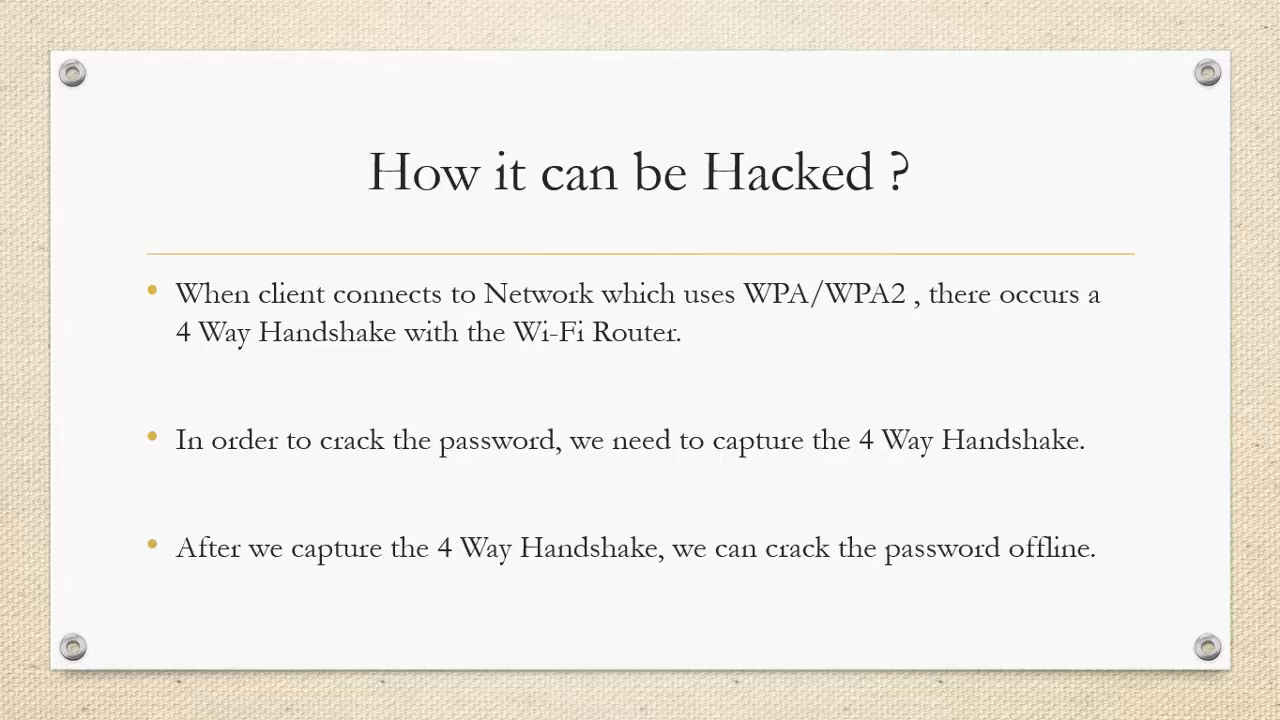 How it can be Hacked ?
• When client connects to Network which uses WPA/WPA2 , there occurs a
4 Way Handshake with the Wi-Fi Router.
• In order to crack the password, we need to capture the 4 Way Handshake.
• After we capture the 4 Way Handshake, we can crack the password offline.